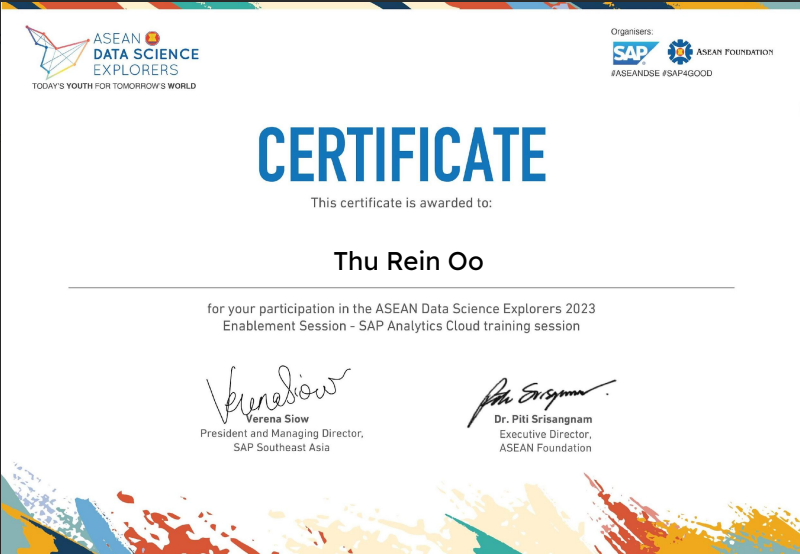 ASEAN
DATA SCIENCE
EXPLORERS
TODAY'S YOUTH FOR TOMORROW'S WORLD
Organisers:
SAP
ASEAN FOUNDATION
#ASEANDSE #SAP4GOOD
CERTIFICATE
This certificate is awarded to:
Thu Rein Oo
for your participation in the ASEAN Data Science Explorers 2023
Enablement Session - SAP Analytics Cloud training session
Verena Siow
Verena Siow
President and Managing Director,
SAP Southeast Asia
Piti Srisangnam
Dr. Piti Srisangnam
Executive Director,
ASEAN Foundation